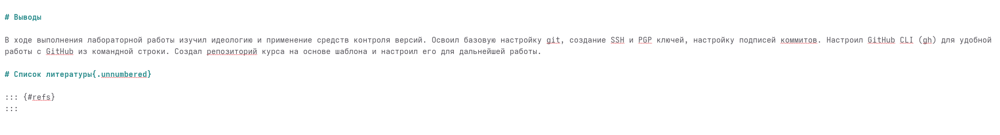 # Выводы
В ходе выполнения лабораторной работы изучил идеологию и применение средств контроля версий. Освоил базовую настройку git, создание SSH и PGP ключей, настройку подписей коммитов. Настроил GitHub CLI (gh) для удобной
работы с GitHub из командной строки. Создал репозиторий курса на основе шаблона и настроил его для дальнейшей работы.
# Список литературы{.unnumbered}
::: {#refs}
:::